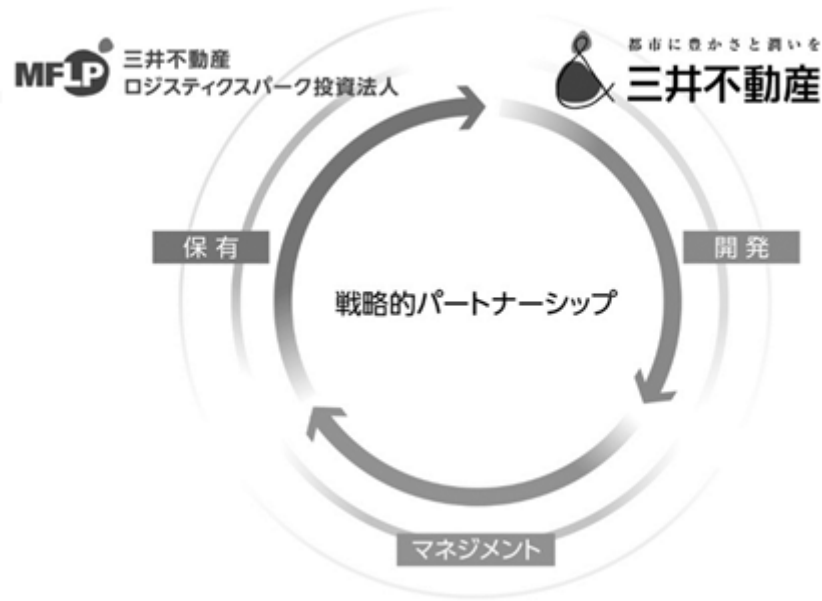 MFLP
三井不動産
ロジスティクスパーク投資法人
都市に豊かさと潤いを
三井不動産
保有
開発
戦略的パートナーシップ
マネジメント